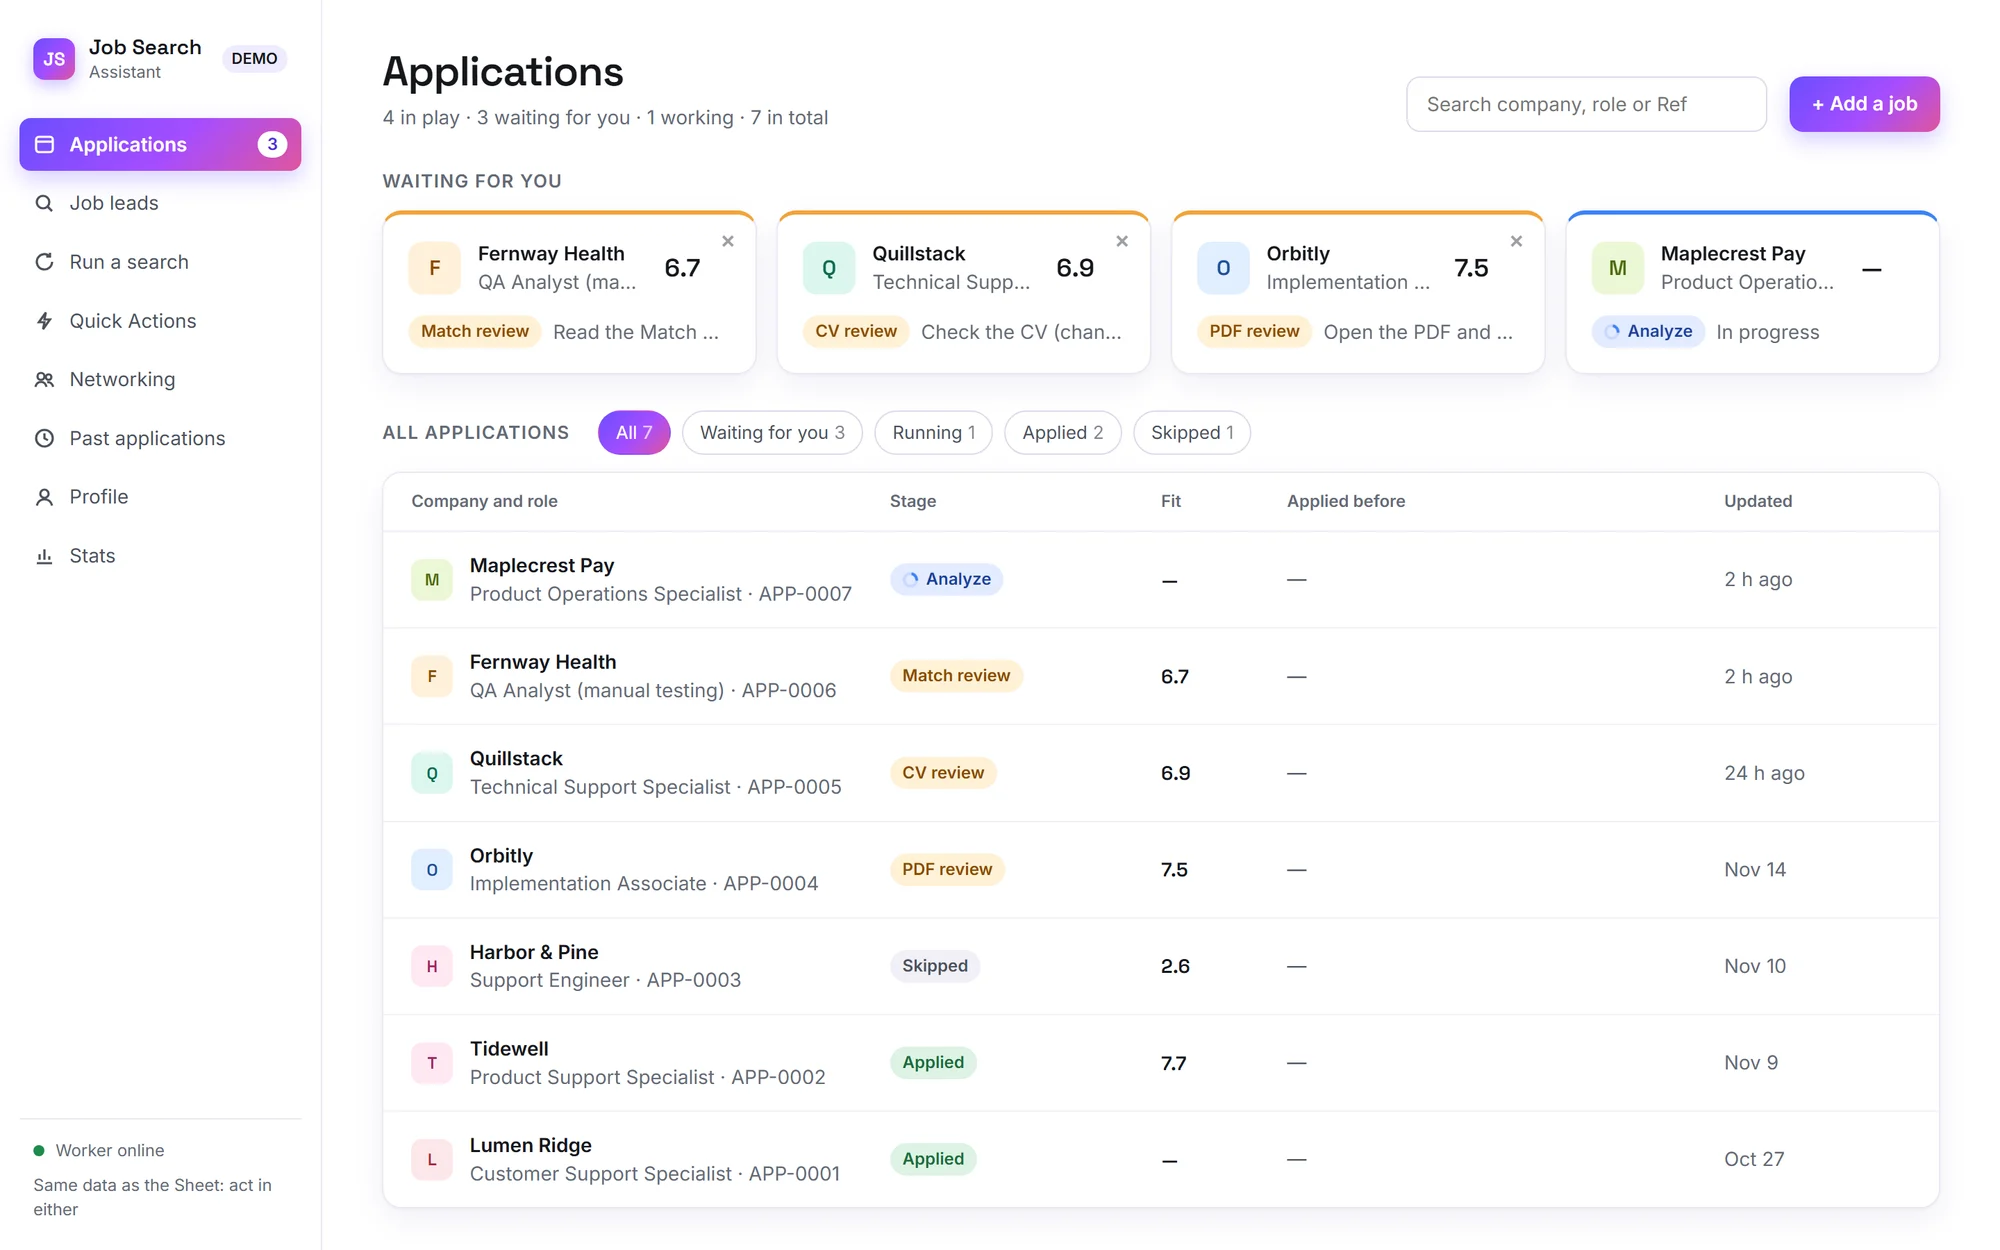 JS
Job Search
Assistant
DEMO
Applications 3
Job leads
Run a search
Quick Actions
Networking
Past applications
Profile
Stats
Worker online
Same data as the Sheet: act in
either
Applications
4 in play · 3 waiting for you · 1 working · 7 in total
Search company, role or Ref
+ Add a job
WAITING FOR YOU
F
Fernway Health
QA Analyst (ma...
6.7
×
Match review Read the Match ...
Q
Quillstack
Technical Supp...
6.9
×
CV review Check the CV (chan...
O
Orbitly
Implementation ...
7.5
×
PDF review Open the PDF and ...
M
Maplecrest Pay
Product Operatio...
—
Analyze In progress
ALL APPLICATIONS All 7 Waiting for you 3 Running 1 Applied 2 Skipped 1
Company and role Stage Fit Applied before Updated
M
Maplecrest Pay
Product Operations Specialist · APP-0007
Analyze — — 2 h ago
F
Fernway Health
QA Analyst (manual testing) · APP-0006
Match review 6.7 — 2 h ago
Q
Quillstack
Technical Support Specialist · APP-0005
CV review 6.9 — 24 h ago
O
Orbitly
Implementation Associate · APP-0004
PDF review 7.5 — Nov 14
H
Harbor & Pine
Support Engineer · APP-0003
Skipped 2.6 — Nov 10
T
Tidewell
Product Support Specialist · APP-0002
Applied 7.7 — Nov 9
L
Lumen Ridge
Customer Support Specialist · APP-0001
Applied — — Oct 27